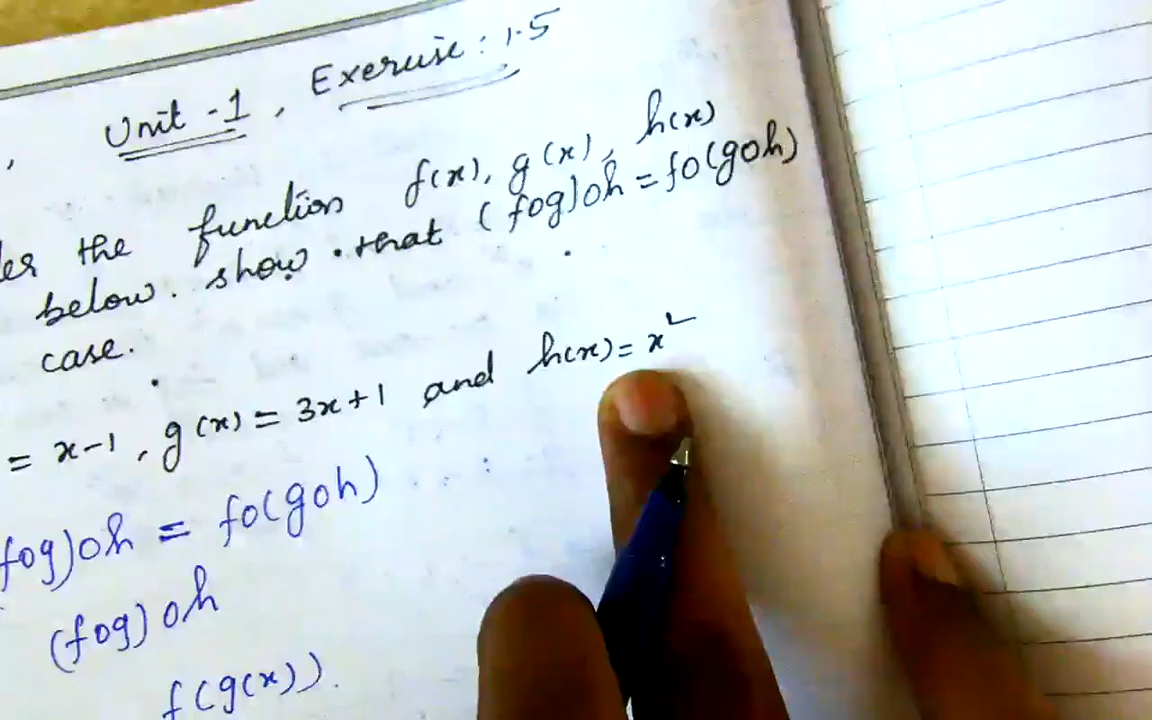 Unit - 1 , Exercise : 1.5
the function f(x), g(x), h(x)
below. show that (fog)oh = fo(goh)
case.
= x-1, g(x) = 3x+1 and h(x) = x²
fog)oh = fo(goh)
(fog)oh
f(g(x)).